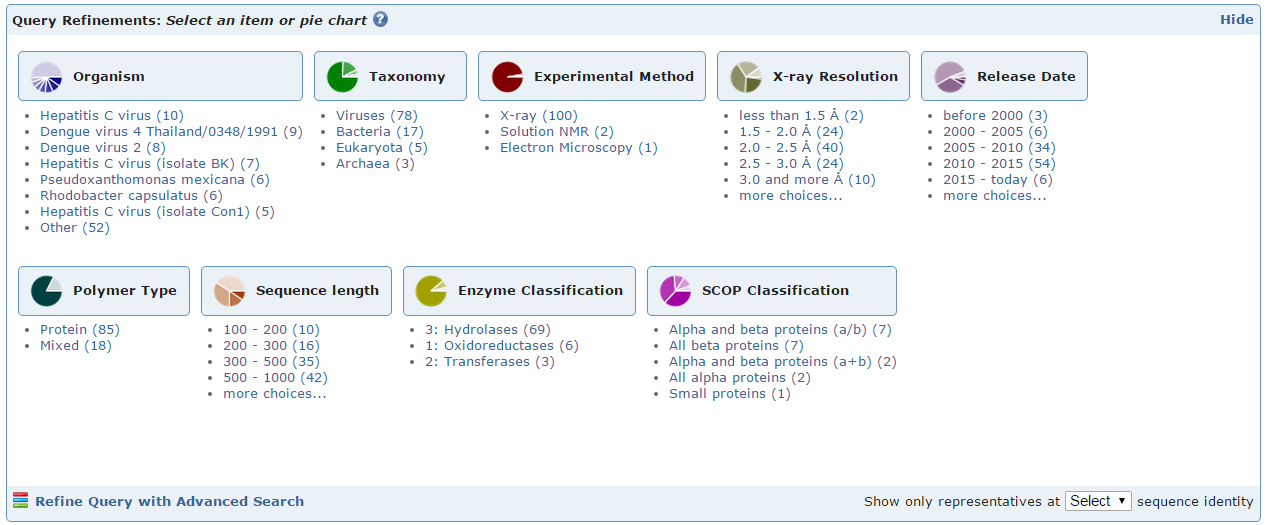 Query Refinements: Select an item or pie chart ? Hide
Organism
Hepatitis C virus (10)
Dengue virus 4 Thailand/0348/1991 (9)
Dengue virus 2 (8)
Hepatitis C virus (isolate BK) (7)
Pseudoxanthomonas mexicana (6)
Rhodobacter capsulatus (6)
Hepatitis C virus (isolate Con1) (5)
Other (52)
Taxonomy
Viruses (78)
Bacteria (17)
Eukaryota (5)
Archaea (3)
Experimental Method
X-ray (100)
Solution NMR (2)
Electron Microscopy (1)
X-ray Resolution
less than 1.5 Å (2)
1.5 - 2.0 Å (24)
2.0 - 2.5 Å (40)
2.5 - 3.0 Å (24)
3.0 and more Å (10)
more choices...
Release Date
before 2000 (3)
2000 - 2005 (6)
2005 - 2010 (34)
2010 - 2015 (54)
2015 - today (6)
more choices...
Polymer Type
Protein (85)
Mixed (18)
Sequence length
100 - 200 (10)
200 - 300 (16)
300 - 500 (35)
500 - 1000 (42)
more choices...
Enzyme Classification
3: Hydrolases (69)
1: Oxidoreductases (6)
2: Transferases (3)
SCOP Classification
Alpha and beta proteins (a/b) (7)
All beta proteins (7)
Alpha and beta proteins (a+b) (2)
All alpha proteins (2)
Small proteins (1)
Refine Query with Advanced Search
Show only representatives at Select sequence identity